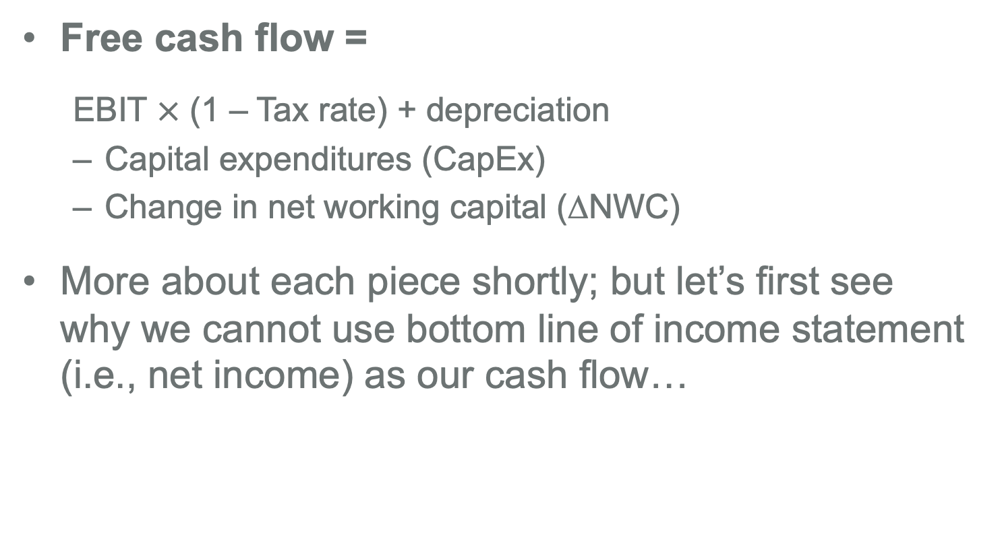 • Free cash flow =
EBIT × (1 – Tax rate) + depreciation
– Capital expenditures (CapEx)
– Change in net working capital (ΔNWC)
• More about each piece shortly; but let’s first see
why we cannot use bottom line of income statement
(i.e., net income) as our cash flow…